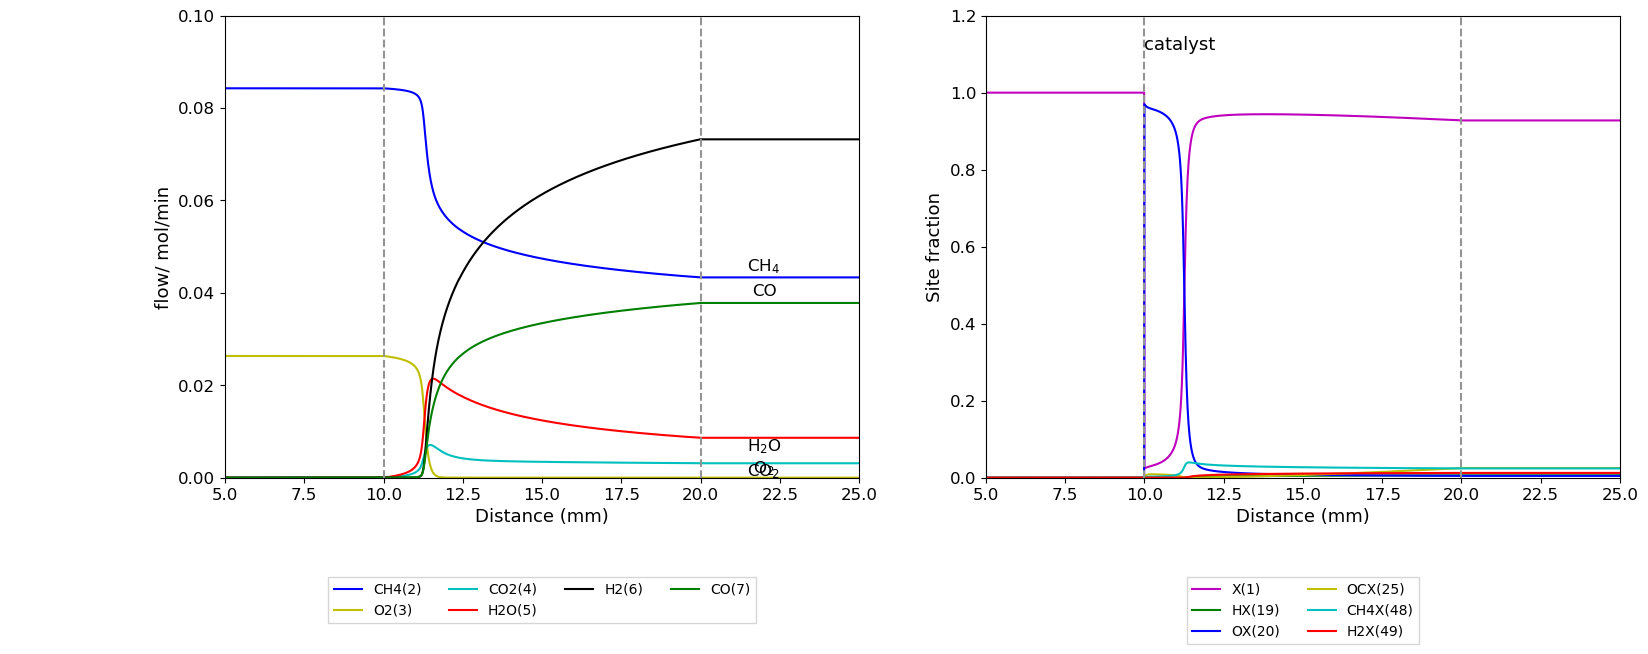 0.10
0.08
0.06
0.04
0.02
0.00
flow/ mol/min
CH4
CO
H2O
O2
CO2
5.0 7.5 10.0 12.5 15.0 17.5 20.0 22.5 25.0
Distance (mm)
CH4(2) CO2(4) H2(6) CO(7)
O2(3) H2O(5)
1.2
1.0
0.8
0.6
0.4
0.2
0.0
Site fraction
catalyst
5.0 7.5 10.0 12.5 15.0 17.5 20.0 22.5 25.0
Distance (mm)
X(1) OCX(25)
HX(19) CH4X(48)
OX(20) H2X(49)